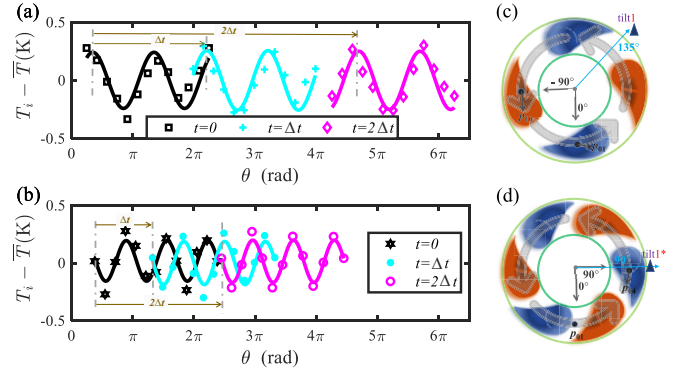 (a)
0.5
0
-0.5
T_i − T̅ (K)
Δt
2Δt
t=0
t=Δt
t=2Δt
0
π
2π
3π
4π
5π
6π
θ (rad)
(b)
0.5
0
-0.5
T_i − T̅ (K)
Δt
2Δt
t=0
t=Δt
t=2Δt
0
π
2π
3π
4π
5π
6π
θ (rad)
(c)
tilt1
135°
- 90°
0°
(d)
tilt1*
90°
0°
p₀₁